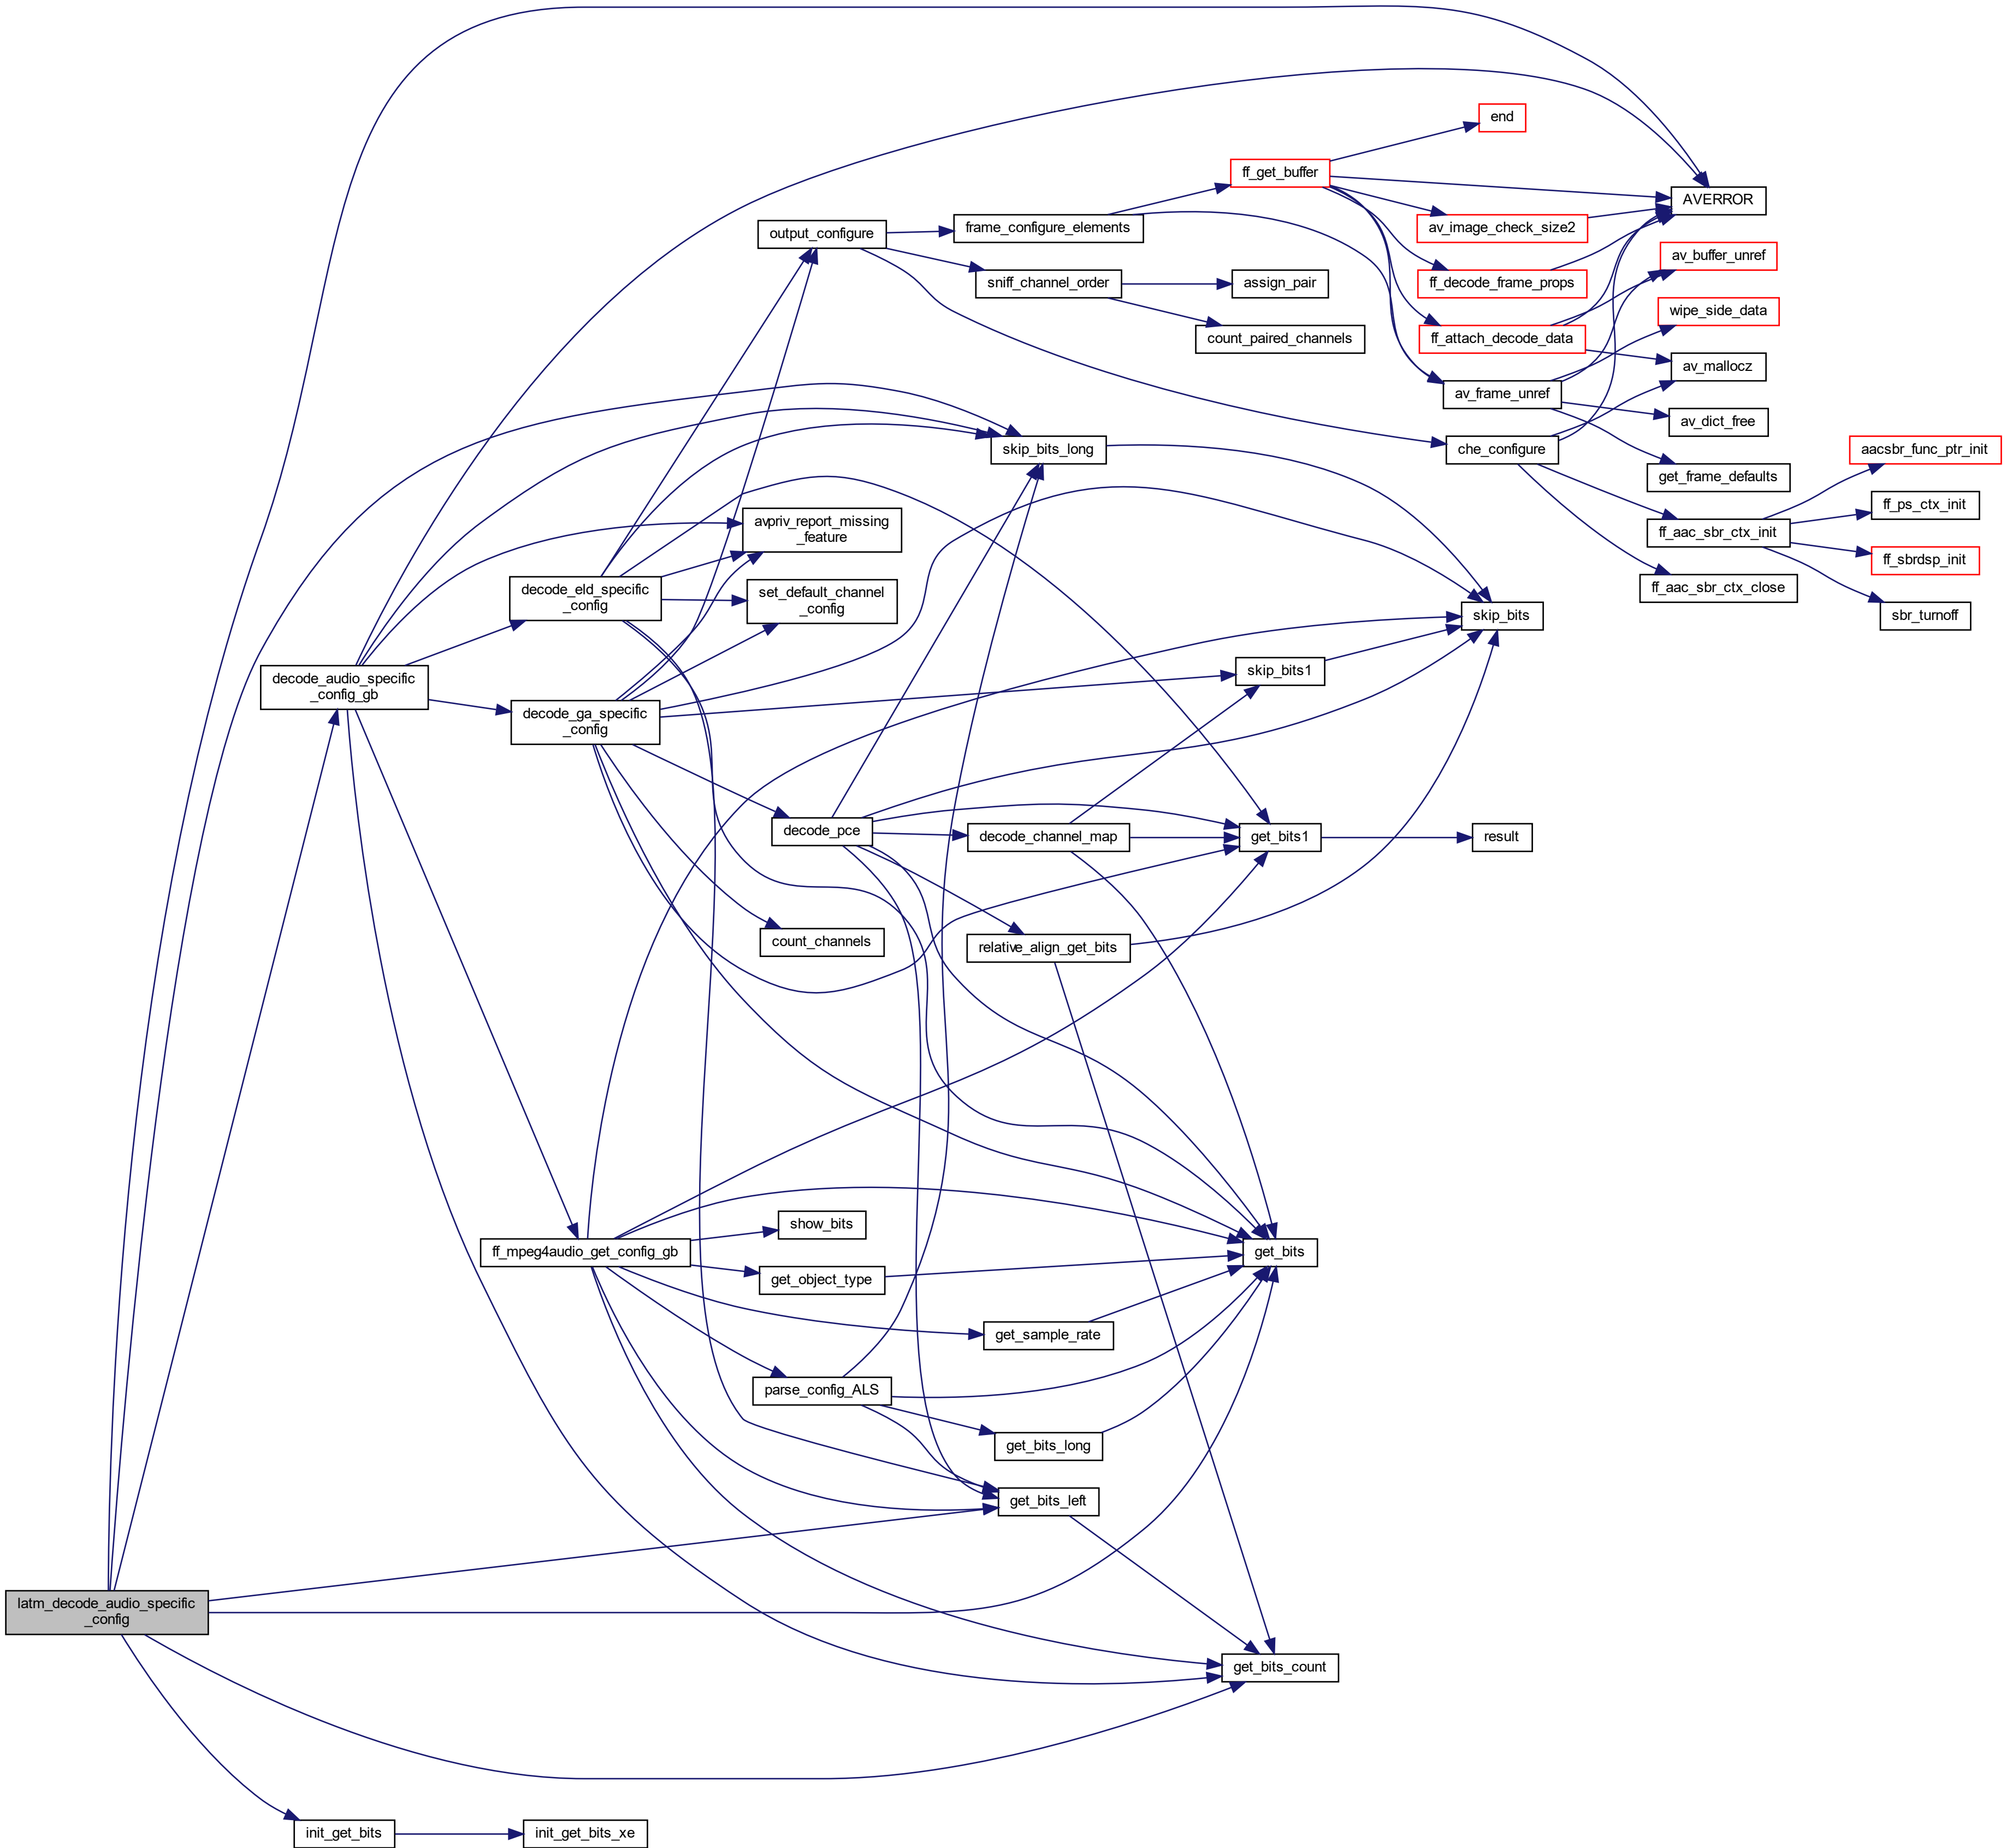 end
ff_get_buffer
AVERROR
av_image_check_size2
output_configure
frame_configure_elements
av_buffer_unref
sniff_channel_order
assign_pair
ff_decode_frame_props
wipe_side_data
count_paired_channels
ff_attach_decode_data
av_mallocz
av_frame_unref
av_dict_free
skip_bits_long
che_configure
aacsbr_func_ptr_init
get_frame_defaults
ff_ps_ctx_init
avpriv_report_missing
_feature
ff_aac_sbr_ctx_init
ff_sbrdsp_init
decode_eld_specific
_config
set_default_channel
_config
ff_aac_sbr_ctx_close
skip_bits
sbr_turnoff
decode_audio_specific
_config_gb
skip_bits1
decode_ga_specific
_config
decode_pce
decode_channel_map
get_bits1
result
count_channels
relative_align_get_bits
show_bits
ff_mpeg4audio_get_config_gb
get_bits
get_object_type
get_sample_rate
parse_config_ALS
get_bits_long
get_bits_left
latm_decode_audio_specific
_config
get_bits_count
init_get_bits
init_get_bits_xe